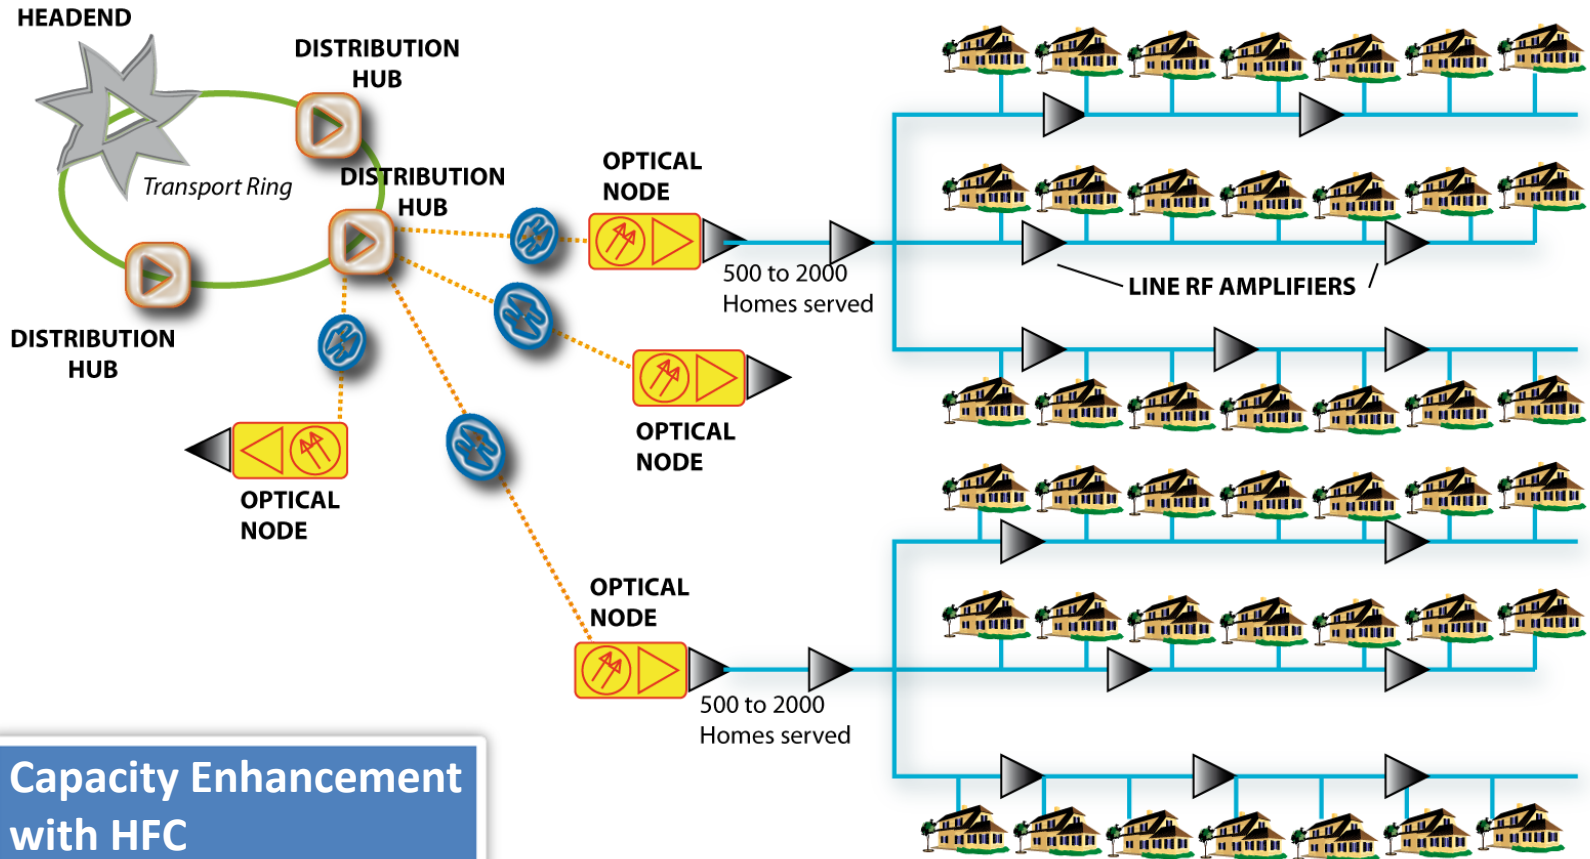 HEADEND
DISTRIBUTION
HUB
Transport Ring
DISTRIBUTION
HUB
OPTICAL
NODE
500 to 2000
Homes served
LINE RF AMPLIFIERS
DISTRIBUTION
HUB
OPTICAL
NODE
OPTICAL
NODE
OPTICAL
NODE
500 to 2000
Homes served
Capacity Enhancement
with HFC